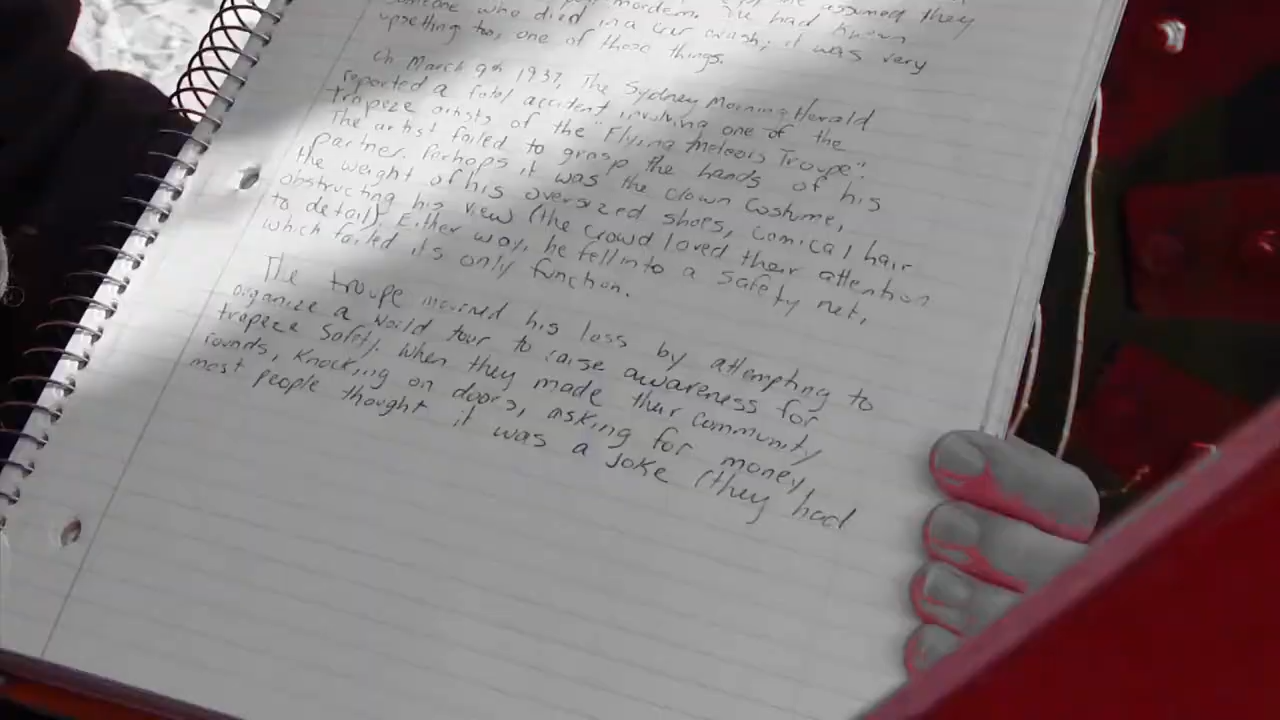 assumed they
mordem. had known
someone who died in a car crash; it was very
upsetting too, one of those things.
On March 9th 1937, The Sydney Morning Herald
reported a fatal accident involving one of the
trapeze artists of the "Flying Meteors Troupe".
The artist failed to grasp the hands of his
partner. Perhaps it was the clown costume,
the weight of his oversized shoes, comical hair
obstructing his view (the crowd loved their attention
to detail). Either way, he fell into a safety net,
which failed its only function.
The troupe mourned his loss by attempting to
organize a world tour to raise awareness for
trapeze safety. When they made their community
rounds, knocking on doors, asking for money,
most people thought it was a joke (they had